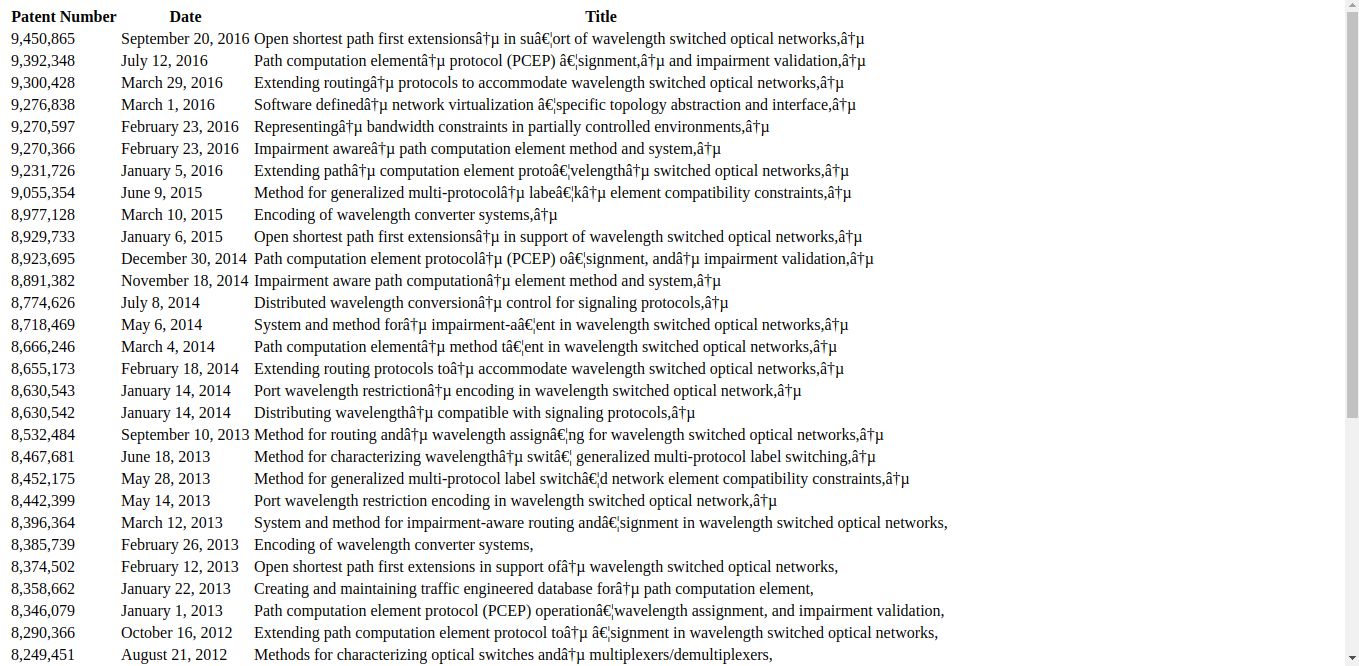 Patent Number Date Title
9,450,865 September 20, 2016 Open shortest path first extensionsâ†µ in suâ€¦ort of wavelength switched optical networks,â†µ
9,392,348 July 12, 2016 Path computation elementâ†µ protocol (PCEP) â€¦signment,â†µ and impairment validation,â†µ
9,300,428 March 29, 2016 Extending routingâ†µ protocols to accommodate wavelength switched optical networks,â†µ
9,276,838 March 1, 2016 Software definedâ†µ network virtualization â€¦specific topology abstraction and interface,â†µ
9,270,597 February 23, 2016 Representingâ†µ bandwidth constraints in partially controlled environments,â†µ
9,270,366 February 23, 2016 Impairment awareâ†µ path computation element method and system,â†µ
9,231,726 January 5, 2016 Extending pathâ†µ computation element protoâ€¦velengthâ†µ switched optical networks,â†µ
9,055,354 June 9, 2015 Method for generalized multi-protocolâ†µ labeâ€¦kâ†µ element compatibility constraints,â†µ
8,977,128 March 10, 2015 Encoding of wavelength converter systems,â†µ
8,929,733 January 6, 2015 Open shortest path first extensionsâ†µ in support of wavelength switched optical networks,â†µ
8,923,695 December 30, 2014 Path computation element protocolâ†µ (PCEP) oâ€¦signment, andâ†µ impairment validation,â†µ
8,891,382 November 18, 2014 Impairment aware path computationâ†µ element method and system,â†µ
8,774,626 July 8, 2014 Distributed wavelength conversionâ†µ control for signaling protocols,â†µ
8,718,469 May 6, 2014 System and method forâ†µ impairment-aâ€¦ent in wavelength switched optical networks,â†µ
8,666,246 March 4, 2014 Path computation elementâ†µ method tâ€¦ent in wavelength switched optical networks,â†µ
8,655,173 February 18, 2014 Extending routing protocols toâ†µ accommodate wavelength switched optical networks,â†µ
8,630,543 January 14, 2014 Port wavelength restrictionâ†µ encoding in wavelength switched optical network,â†µ
8,630,542 January 14, 2014 Distributing wavelengthâ†µ compatible with signaling protocols,â†µ
8,532,484 September 10, 2013 Method for routing andâ†µ wavelength assignâ€¦ng for wavelength switched optical networks,â†µ
8,467,681 June 18, 2013 Method for characterizing wavelengthâ†µ switâ€¦ generalized multi-protocol label switching,â†µ
8,452,175 May 28, 2013 Method for generalized multi-protocol label switchâ€¦d network element compatibility constraints,â†µ
8,442,399 May 14, 2013 Port wavelength restriction encoding in wavelength switched optical network,â†µ
8,396,364 March 12, 2013 System and method for impairment-aware routing andâ€¦signment in wavelength switched optical networks,
8,385,739 February 26, 2013 Encoding of wavelength converter systems,
8,374,502 February 12, 2013 Open shortest path first extensions in support ofâ†µ wavelength switched optical networks,
8,358,662 January 22, 2013 Creating and maintaining traffic engineered database forâ†µ path computation element,
8,346,079 January 1, 2013 Path computation element protocol (PCEP) operationâ€¦wavelength assignment, and impairment validation,
8,290,366 October 16, 2012 Extending path computation element protocol toâ†µ â€¦signment in wavelength switched optical networks,
8,249,451 August 21, 2012 Methods for characterizing optical switches andâ†µ multiplexers/demultiplexers,